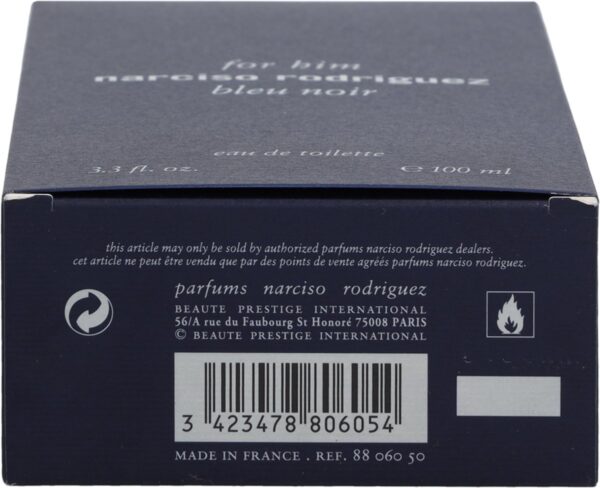 for him
narciso rodriguez
bleu noir
eau de toilette
3.3 fl. oz. ℮ 100 ml
this article may only be sold by authorized parfums narciso rodriguez dealers.
cet article ne peut être vendu que par des points de vente agréés parfums narciso rodriguez.
parfums narciso rodriguez
BEAUTE PRESTIGE INTERNATIONAL
56/A rue du Faubourg St Honoré 75008 PARIS
© BEAUTE PRESTIGE INTERNATIONAL
3 423478 806054
MADE IN FRANCE . REF. 88 060 50